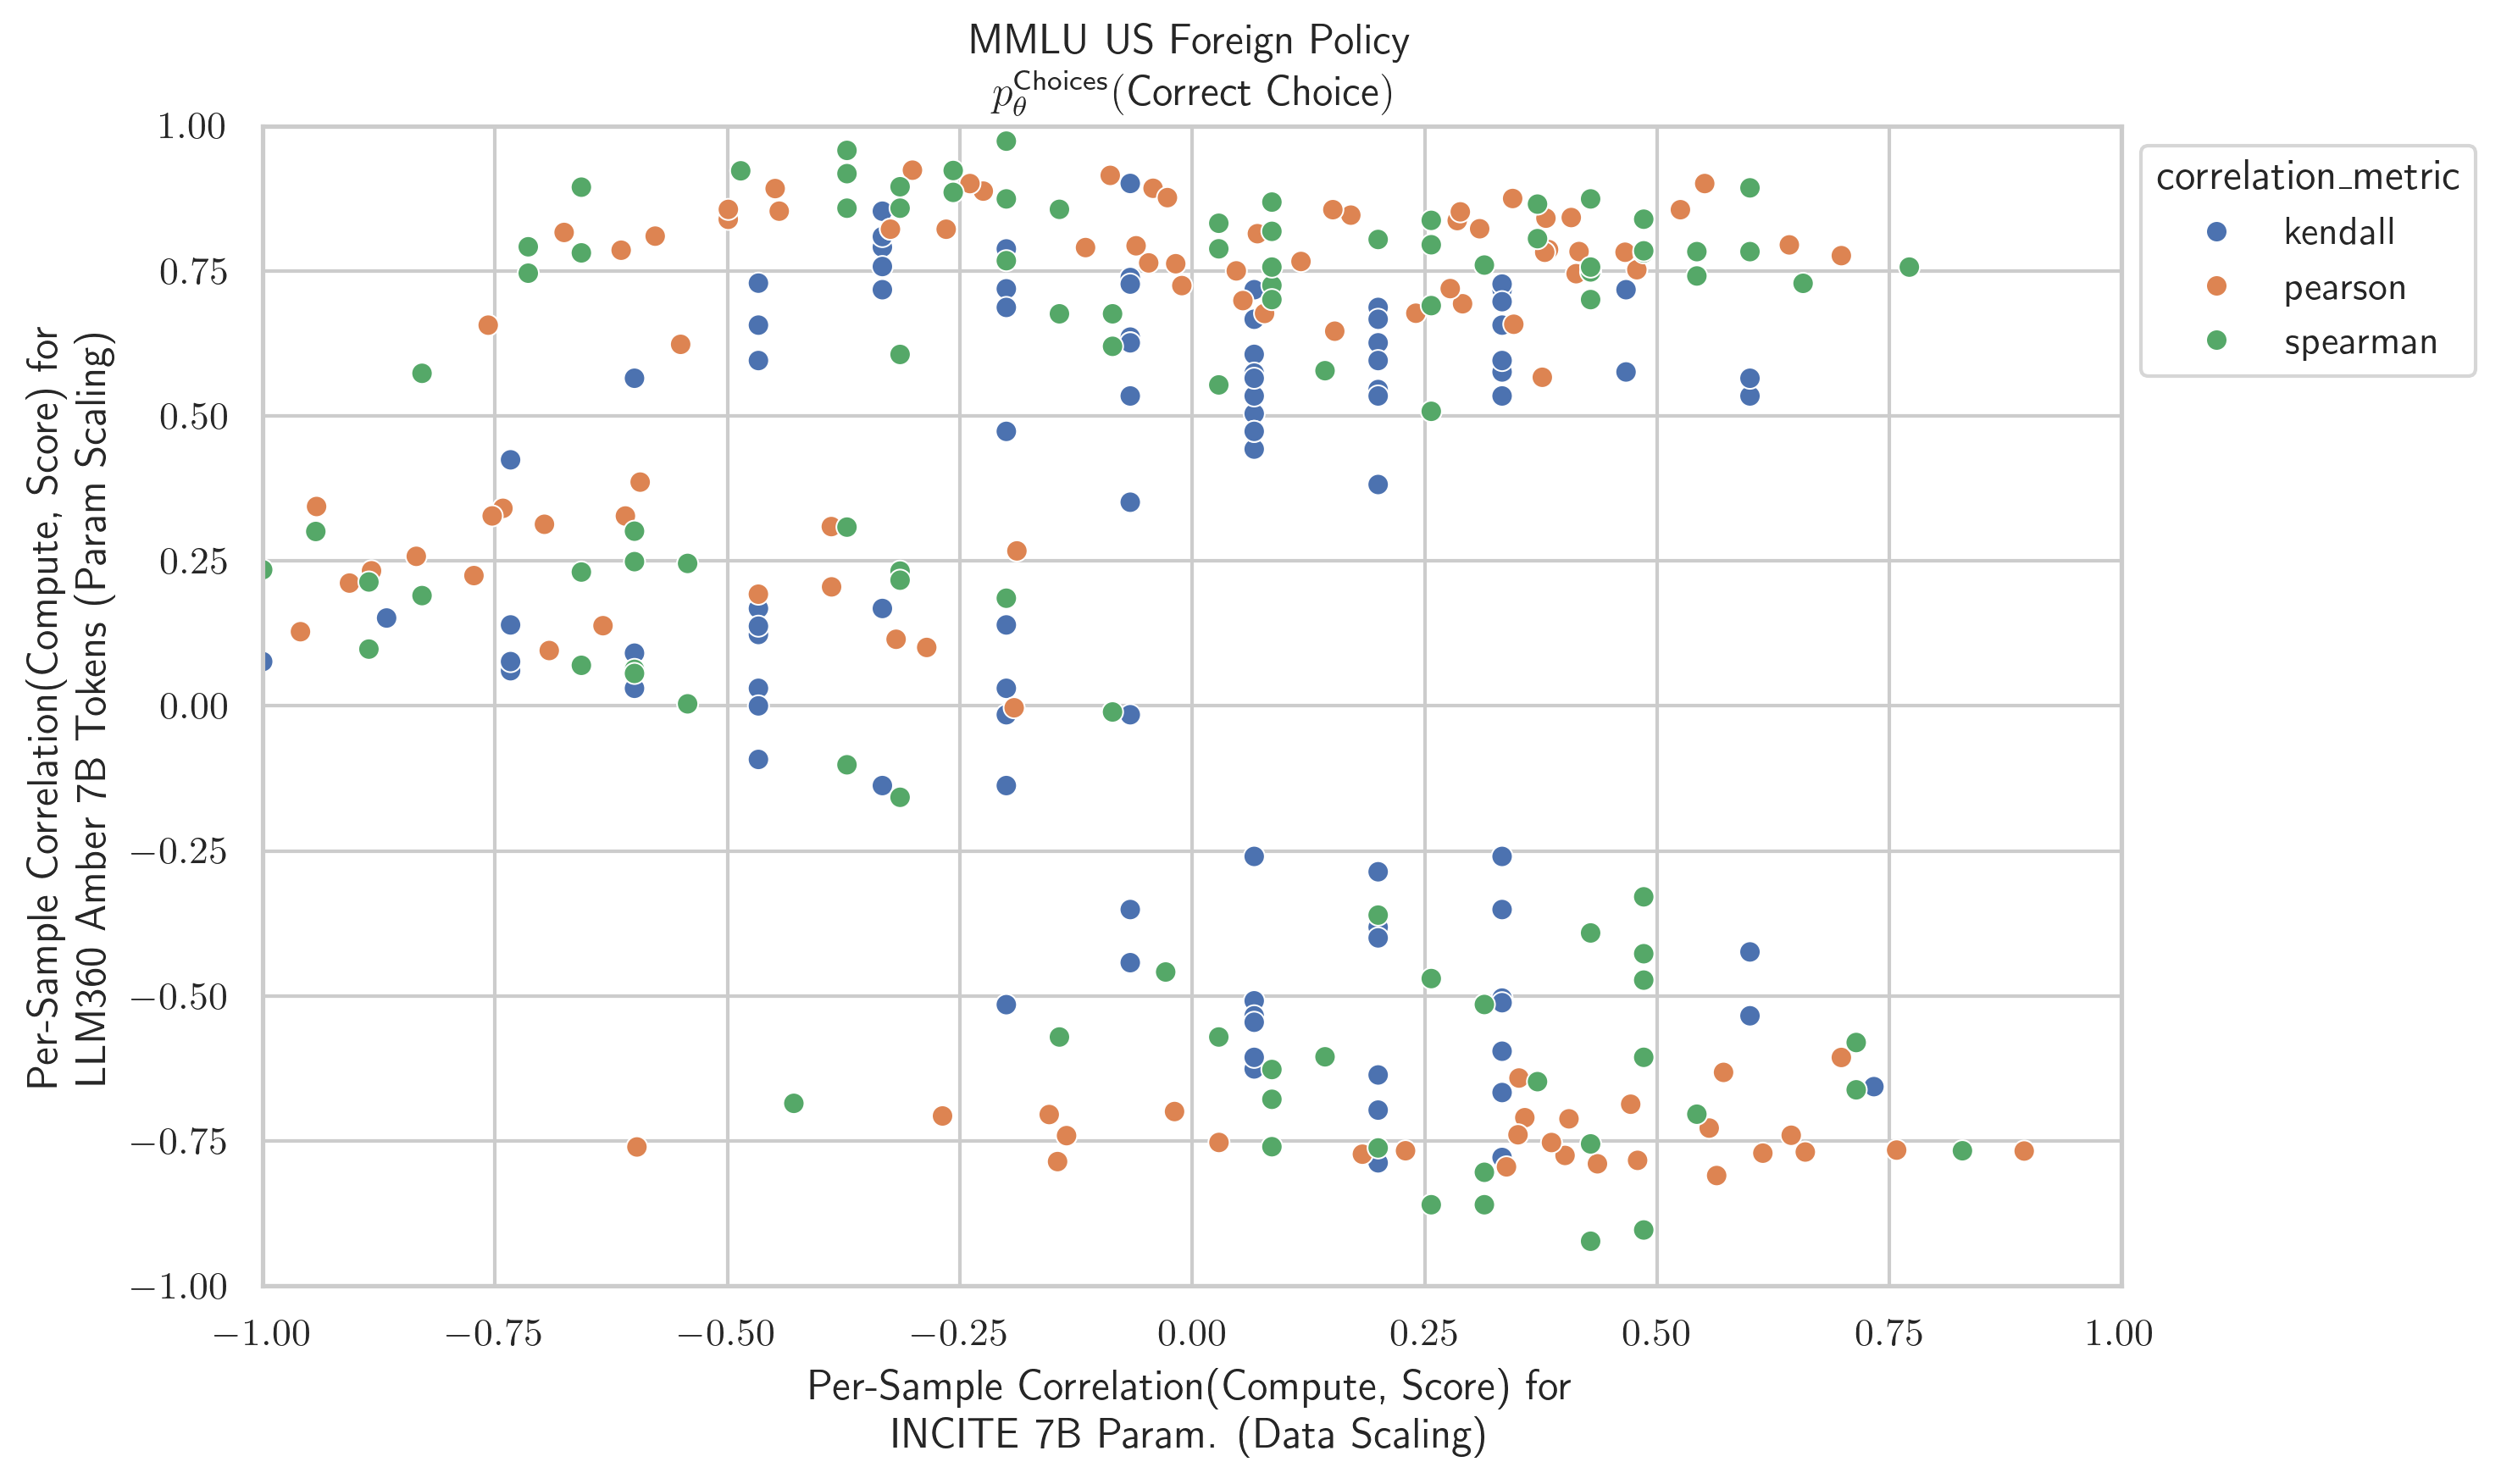 MMLU US Foreign Policy
p_θ^Choices(Correct Choice)
1.00
0.75
0.50
0.25
0.00
−0.25
−0.50
−0.75
−1.00
Per-Sample Correlation(Compute, Score) for
LLM360 Amber 7B Tokens (Param Scaling)
correlation_metric
kendall
pearson
spearman
−1.00 −0.75 −0.50 −0.25 0.00 0.25 0.50 0.75 1.00
Per-Sample Correlation(Compute, Score) for
INCITE 7B Param. (Data Scaling)